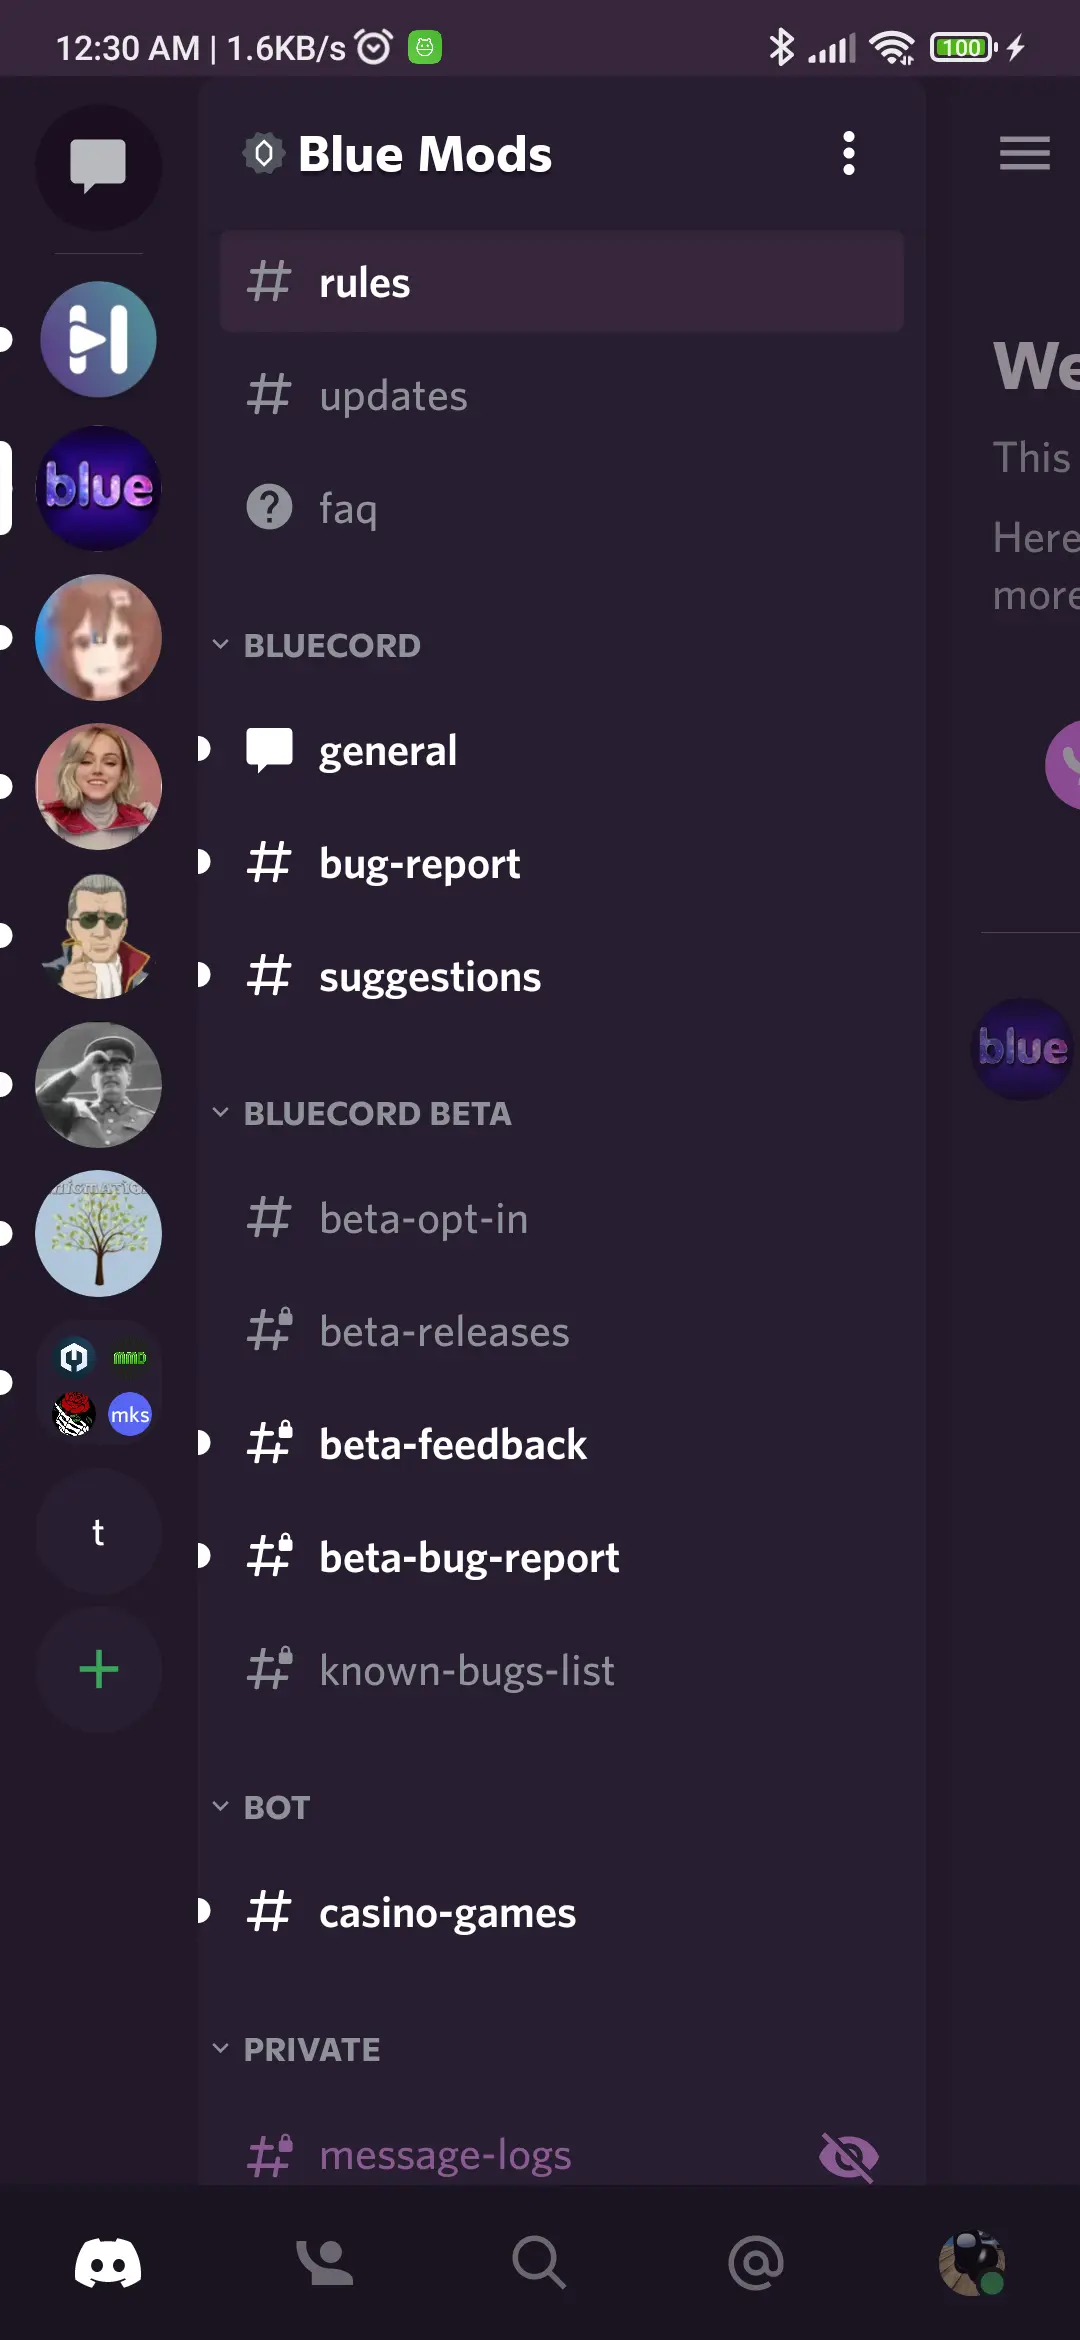 12:30 AM | 1.6KB/s
100
Blue Mods
rules
updates
faq
BLUECORD
general
bug-report
suggestions
BLUECORD BETA
beta-opt-in
beta-releases
beta-feedback
beta-bug-report
known-bugs-list
BOT
casino-games
PRIVATE
message-logs
blue
mmd
mks
t
We
This
Here
more
blue